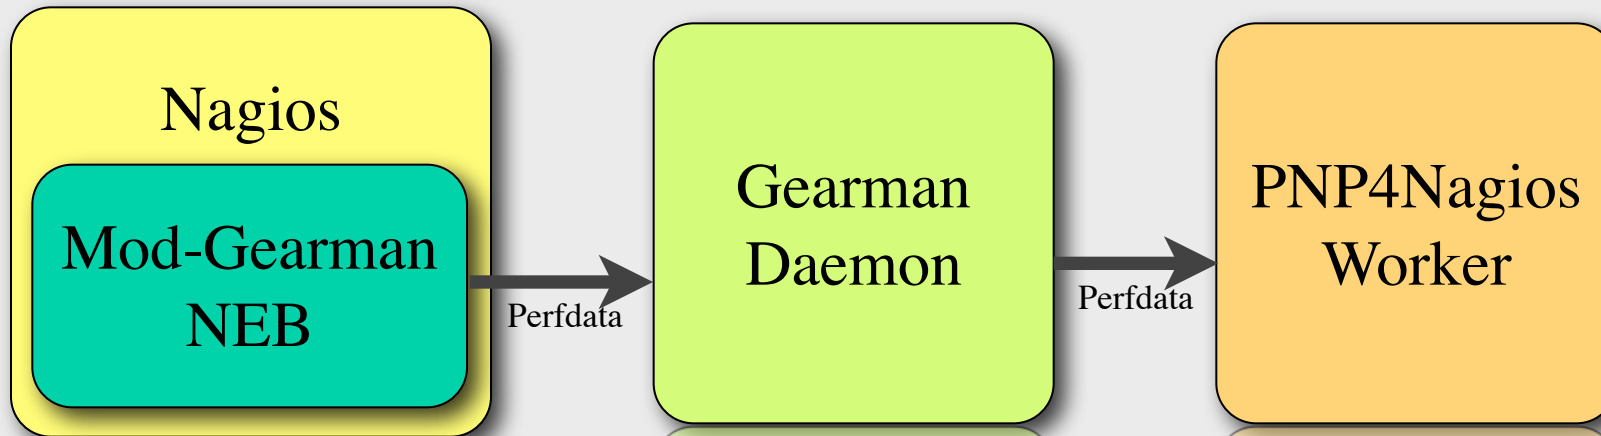 Nagios
Mod-Gearman
NEB
Perfdata
Gearman
Daemon
Perfdata
PNP4Nagios
Worker